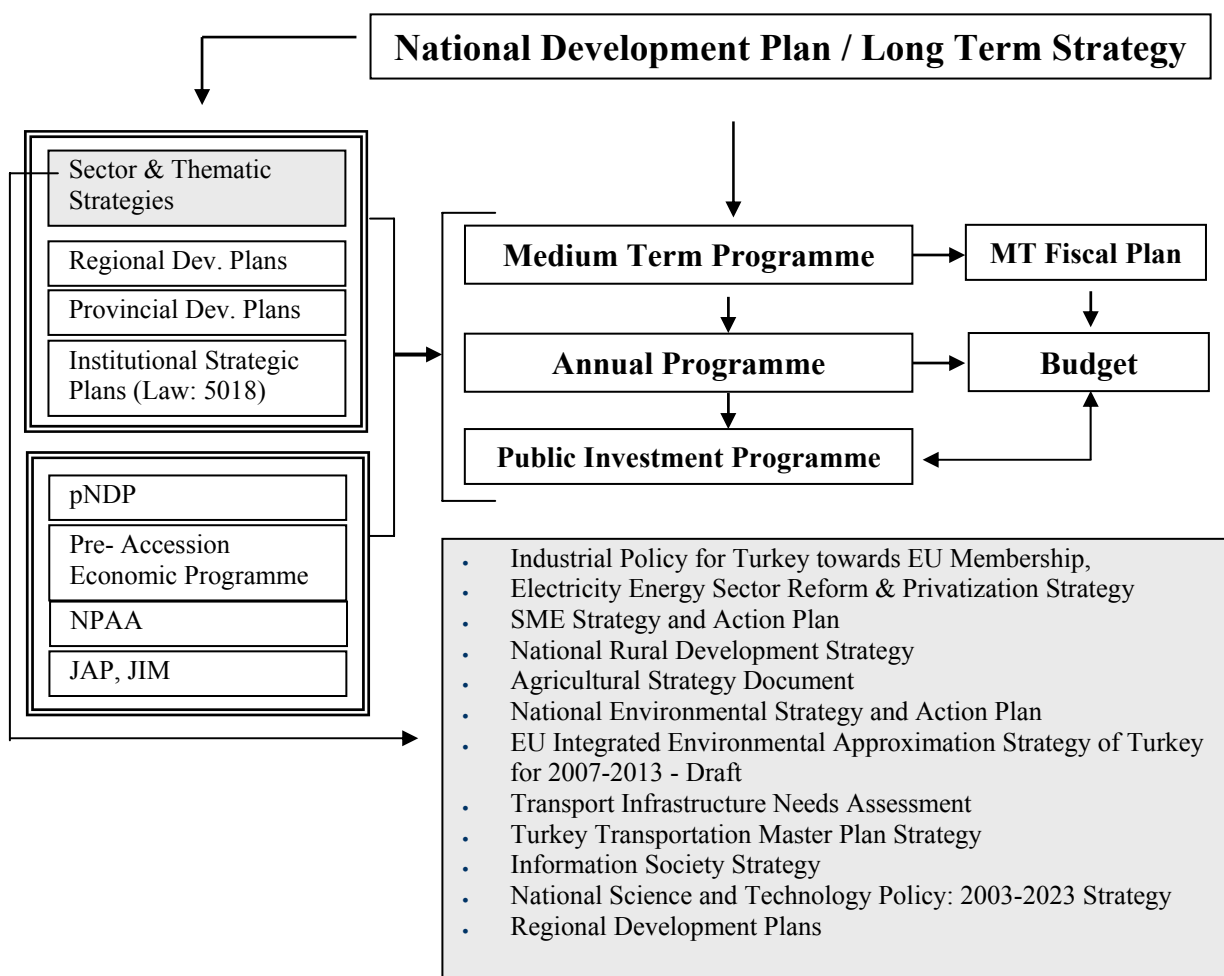 National Development Plan / Long Term Strategy
Sector & Thematic
Strategies
Regional Dev. Plans
Provincial Dev. Plans
Institutional Strategic
Plans (Law: 5018)
pNDP
Pre- Accession
Economic Programme
NPAA
JAP, JIM
Medium Term Programme
MT Fiscal Plan
Annual Programme
Budget
Public Investment Programme
• Industrial Policy for Turkey towards EU Membership,
• Electricity Energy Sector Reform & Privatization Strategy
• SME Strategy and Action Plan
• National Rural Development Strategy
• Agricultural Strategy Document
• National Environmental Strategy and Action Plan
• EU Integrated Environmental Approximation Strategy of Turkey
for 2007-2013 - Draft
• Transport Infrastructure Needs Assessment
• Turkey Transportation Master Plan Strategy
• Information Society Strategy
• National Science and Technology Policy: 2003-2023 Strategy
• Regional Development Plans